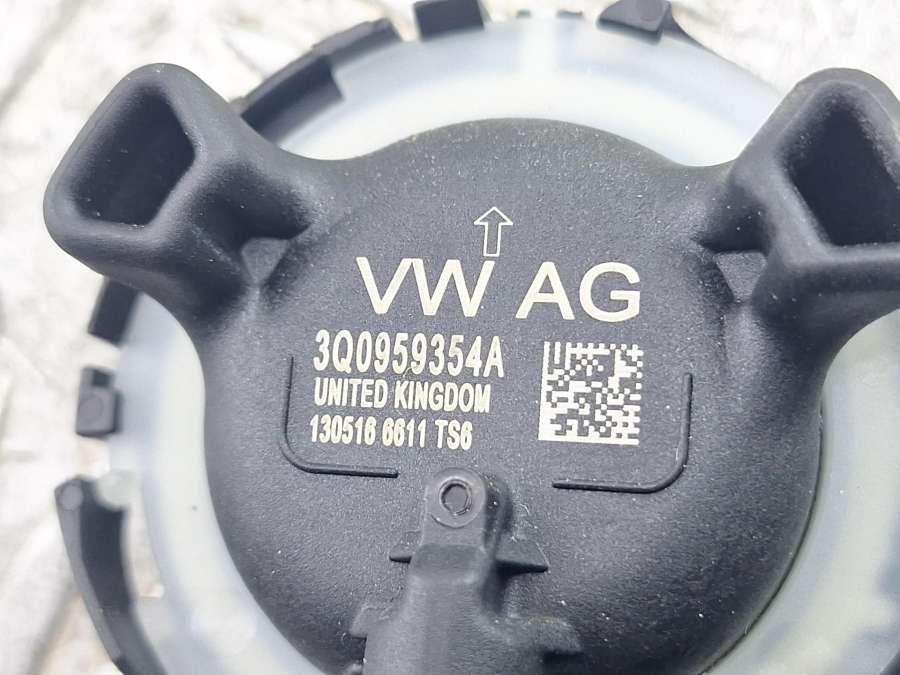 VW AG
3Q0959354A
UNITED KINGDOM
130516 6611 TS6